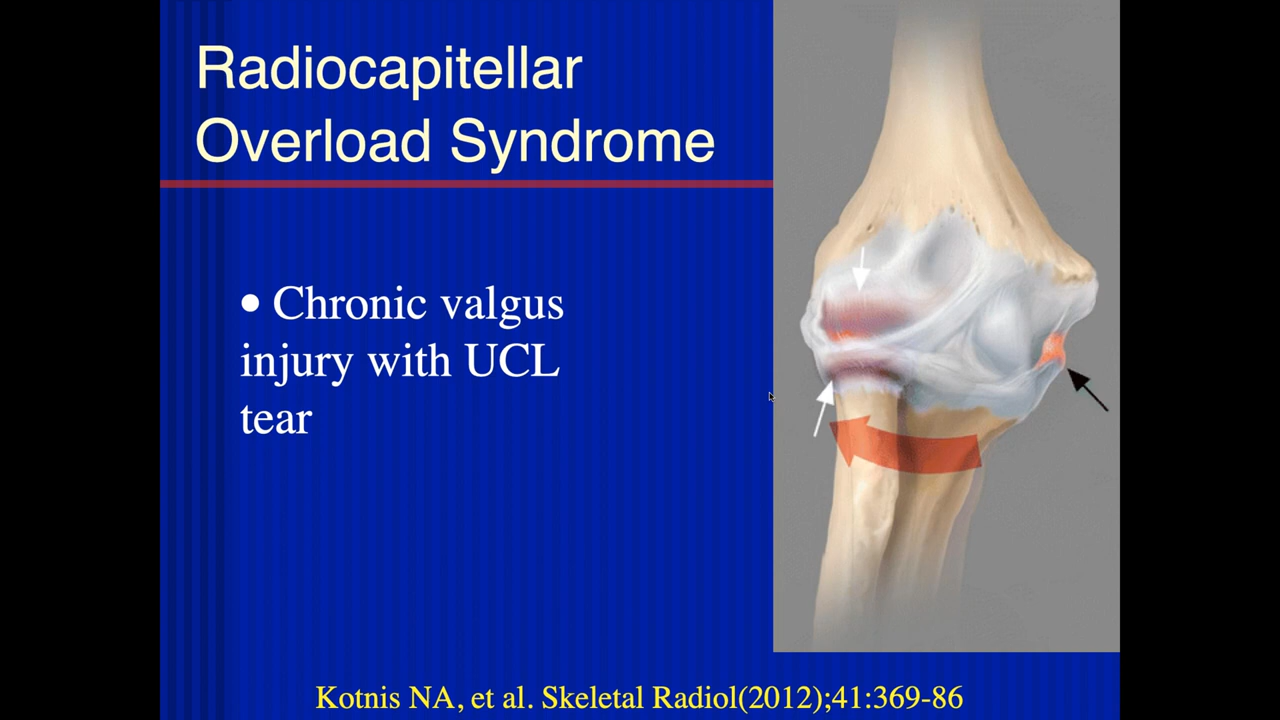 Radiocapitellar
Overload Syndrome
• Chronic valgus
injury with UCL
tear
Kotnis NA, et al. Skeletal Radiol(2012);41:369-86